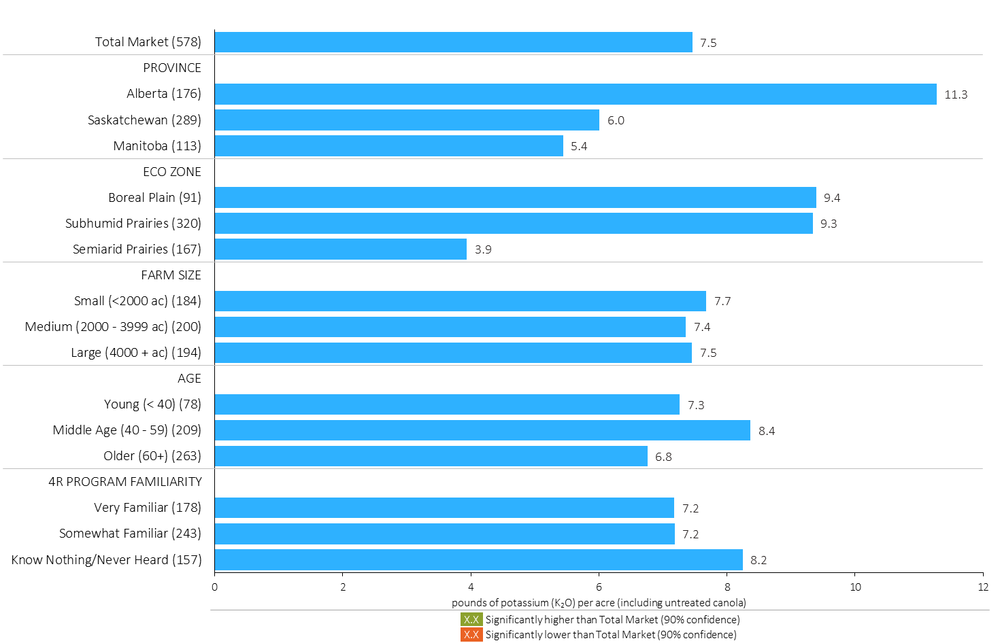 Total Market (578) 7.5
PROVINCE
Alberta (176) 11.3
Saskatchewan (289) 6.0
Manitoba (113) 5.4
ECO ZONE
Boreal Plain (91) 9.4
Subhumid Prairies (320) 9.3
Semiarid Prairies (167) 3.9
FARM SIZE
Small (<2000 ac) (184) 7.7
Medium (2000 - 3999 ac) (200) 7.4
Large (4000 + ac) (194) 7.5
AGE
Young (< 40) (78) 7.3
Middle Age (40 - 59) (209) 8.4
Older (60+) (263) 6.8
4R PROGRAM FAMILIARITY
Very Familiar (178) 7.2
Somewhat Familiar (243) 7.2
Know Nothing/Never Heard (157) 8.2
0 2 4 6 8 10 12
pounds of potassium (K₂O) per acre (including untreated canola)
X.X Significantly higher than Total Market (90% confidence)
X.X Significantly lower than Total Market (90% confidence)